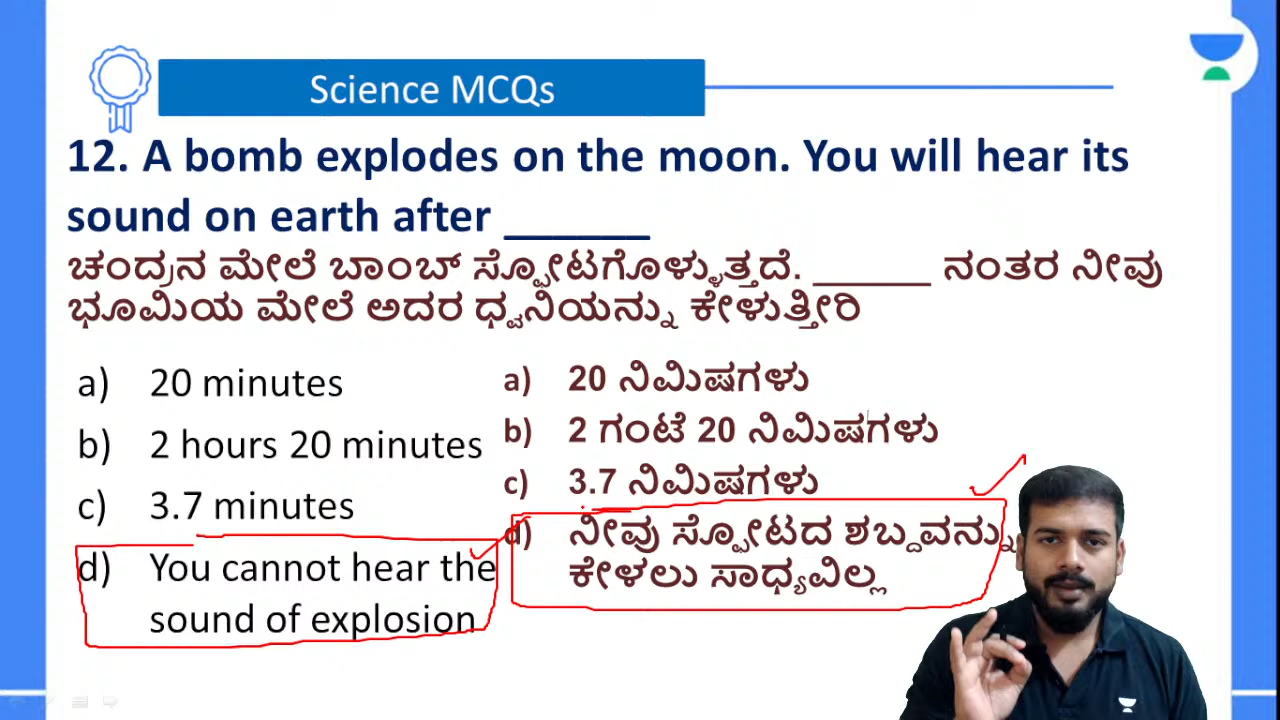 Science MCQs
12. A bomb explodes on the moon. You will hear its
sound on earth after ______
ಚಂದ್ರನ ಮೇಲೆ ಬಾಂಬ್ ಸ್ಫೋಟಗೊಳ್ಳುತ್ತದೆ. ______ ನಂತರ ನೀವು
ಭೂಮಿಯ ಮೇಲೆ ಅದರ ಧ್ವನಿಯನ್ನು ಕೇಳುತ್ತೀರಿ
a) 20 minutes
b) 2 hours 20 minutes
c) 3.7 minutes
d) You cannot hear the
sound of explosion
a) 20 ನಿಮಿಷಗಳು
b) 2 ಗಂಟೆ 20 ನಿಮಿಷಗಳು
c) 3.7 ನಿಮಿಷಗಳು
d) ನೀವು ಸ್ಫೋಟದ ಶಬ್ದವನ್ನು
ಕೇಳಲು ಸಾಧ್ಯವಿಲ್ಲ